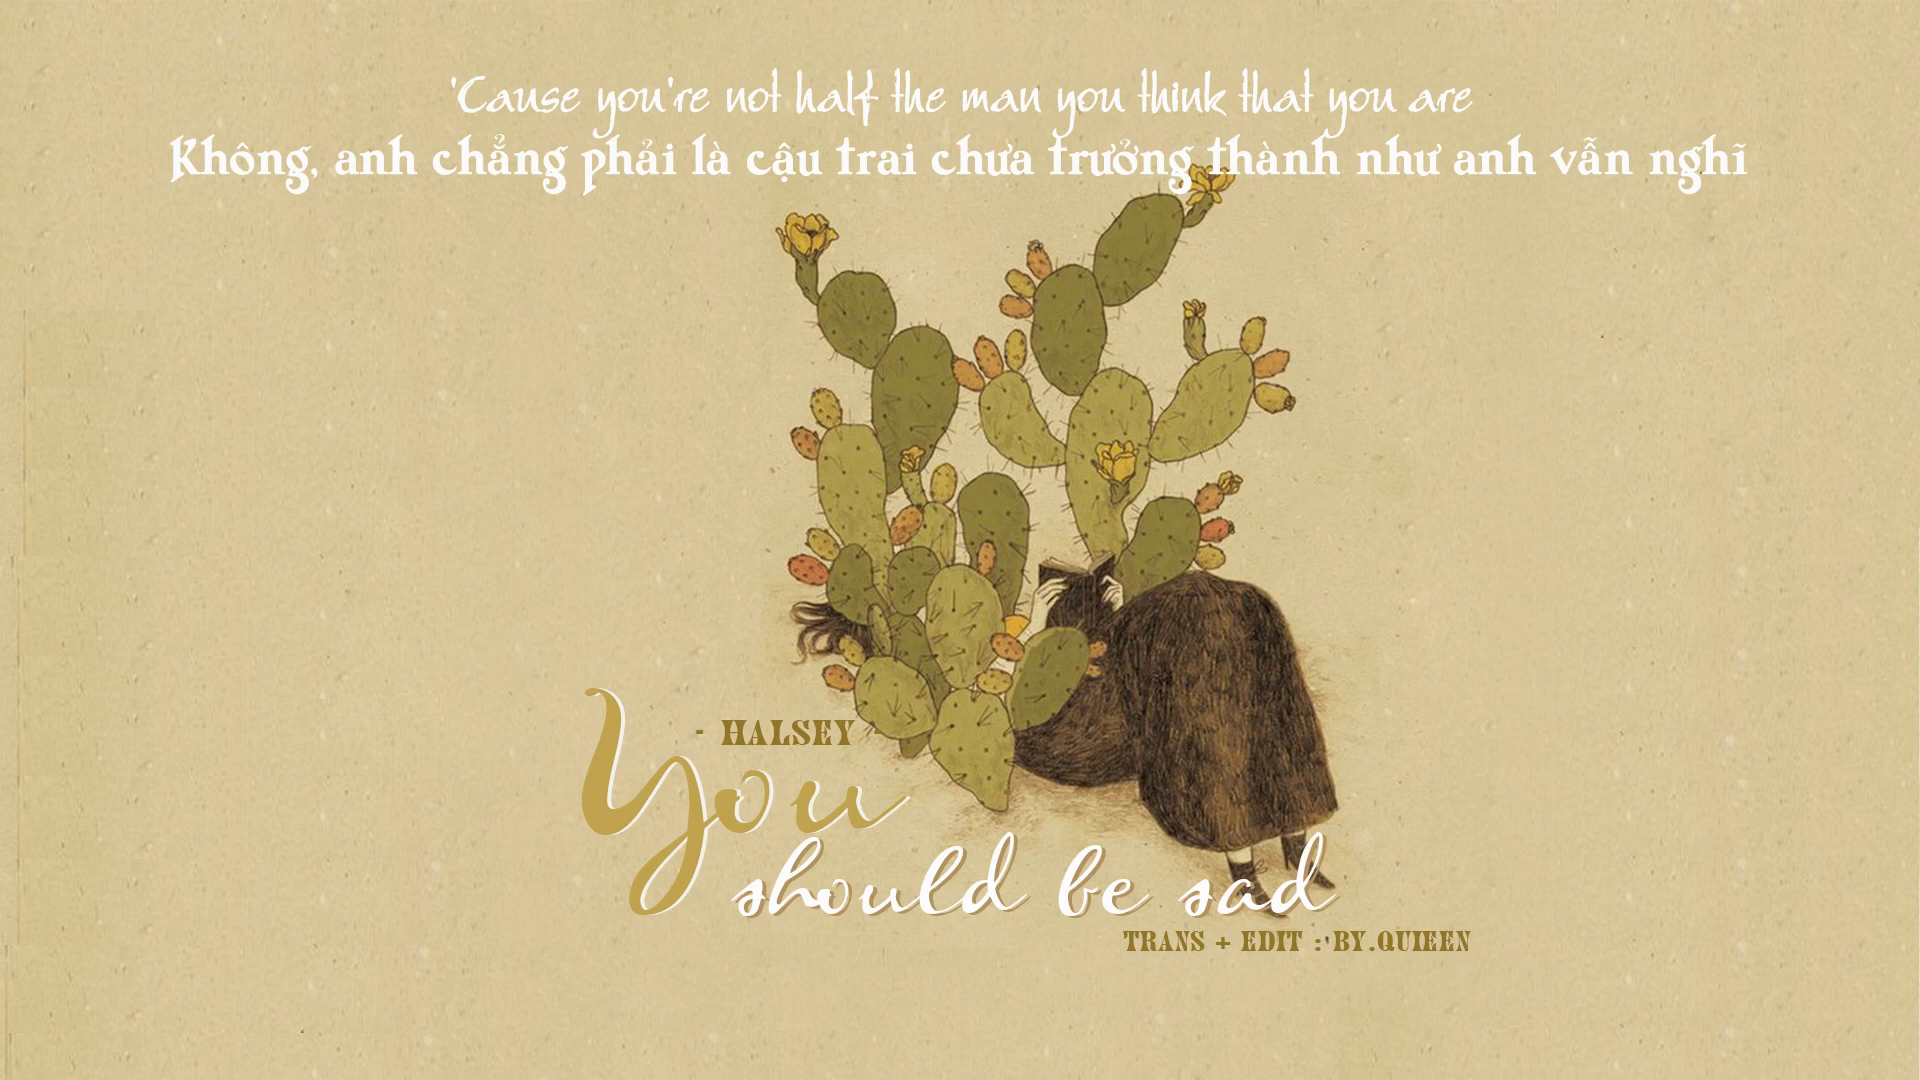 'Cause you're not half the man you think that you are
Không, anh chẳng phải là cậu trai chưa trưởng thành như anh vẫn nghĩ
- HALSEY -
You
should be sad
TRANS + EDIT : BY.QUIEEN